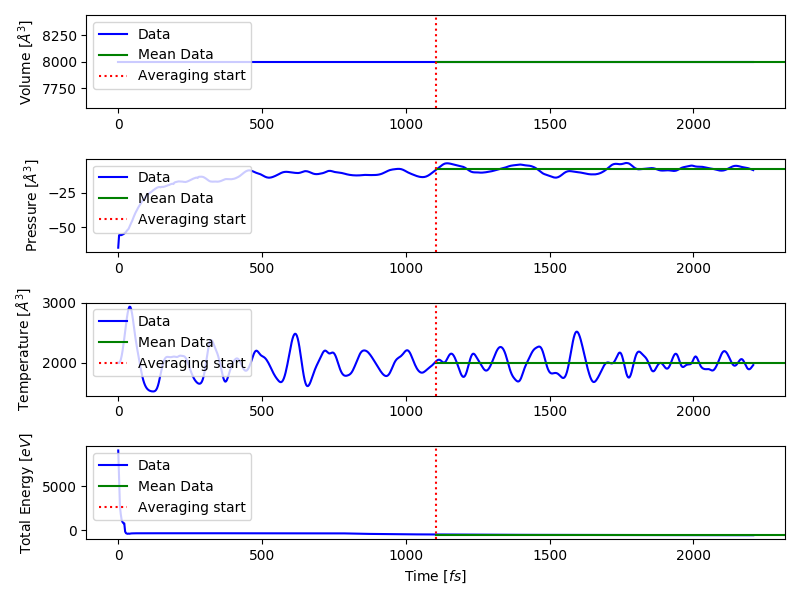 Volume [Å³]
8250
8000
7750
Data
Mean Data
Averaging start
0 500 1000 1500 2000
Pressure [Å³]
−25
−50
Data
Mean Data
Averaging start
0 500 1000 1500 2000
Temperature [Å³]
3000
2000
Data
Mean Data
Averaging start
0 500 1000 1500 2000
Total Energy [eV]
5000
0
Data
Mean Data
Averaging start
0 500 1000 1500 2000
Time [fs]